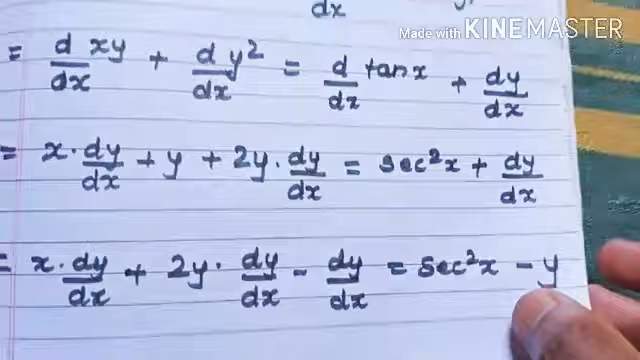 dx y,
Made with KINEMASTER
= d/dx xy + d/dx y² = d/dx tanx + dy/dx
= x · dy/dx + y + 2y · dy/dx = sec²x + dy/dx
= x · dy/dx + 2y · dy/dx - dy/dx = sec²x - y